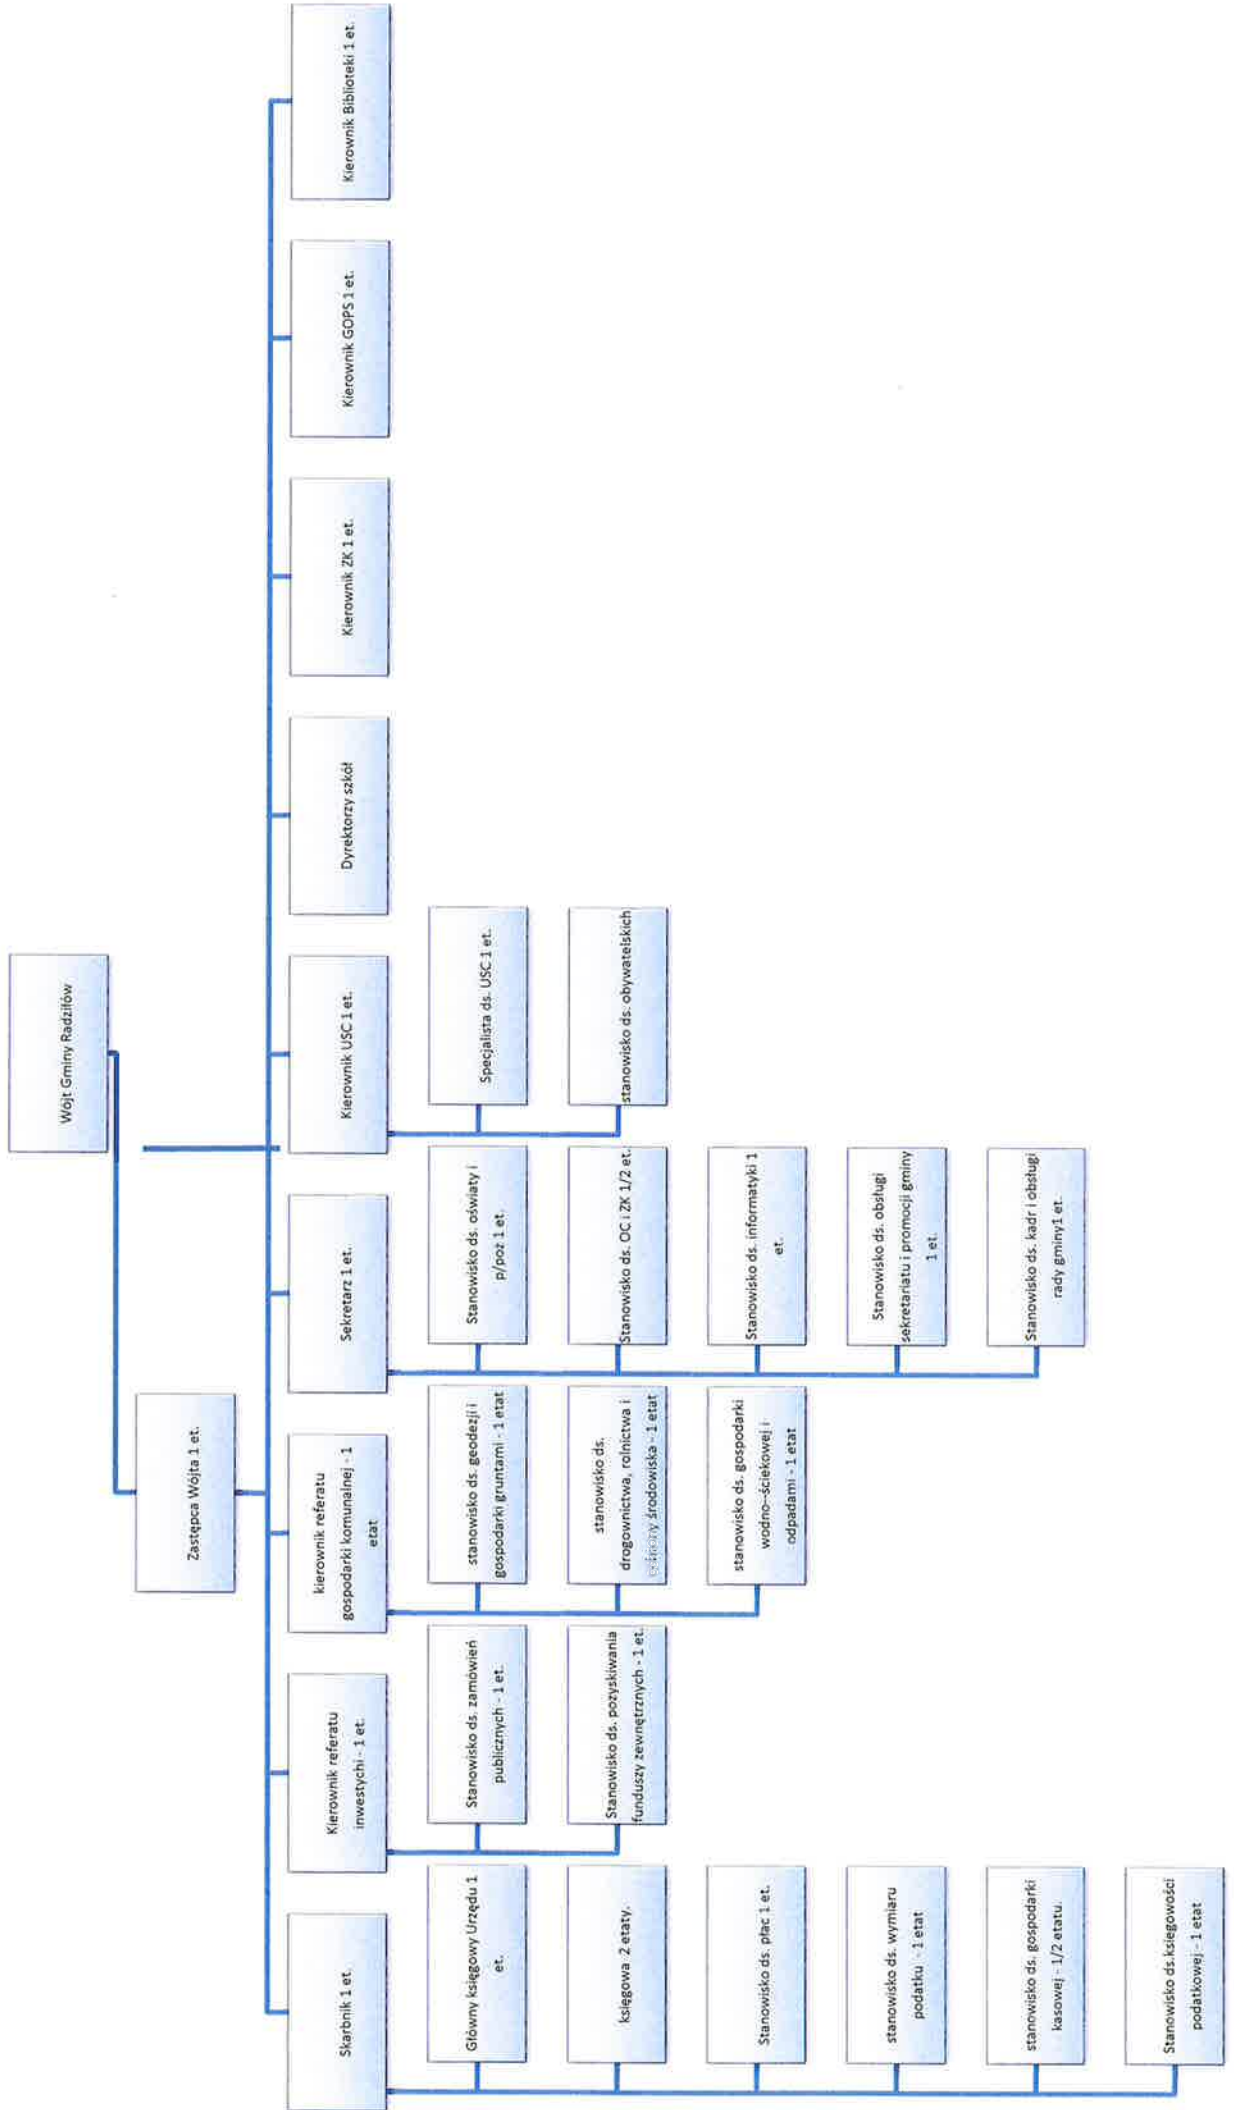 Wójt Gminy Radziłów
Zastępca Wójta 1 et.
Skarbnik 1 et.
Główny księgowy Urzędu 1
et.
księgowa 2 etaty.
Stanowisko ds. płac 1 et.
stanowisko ds. wymiaru
podatku - 1 etat
stanowisko ds. gospodarki
kasowej - 1/2 etatu.
Stanowisko ds.ksiegowości
podatkowej - 1 etat
Kierownik referatu
inwestychi - 1 et.
Stanowisko ds. zamówień
publicznych - 1 et.
Stanowisko ds. pozyskiwania
funduszy zewnętrznych - 1 et.
kierownik referatu
gospodarki komunalnej - 1
etat
stanowisko ds. geodezji i
gospodarki gruntami - 1 etat
stanowisko ds.
drogownictwa, rolnictwa i
środowiska - 1 etat
stanowisko ds. gospodarki
wodno--ściekowej i
odpadami - 1 etat
Sekretarz 1 et.
Stanowisko ds. oświaty i
p/poż 1 et.
Stanowisko ds. OC i ZK 1/2 et.
Stanowisko ds. informatyki 1
et.
Stanowisko ds. obsługi
sekretariatu i promocji gminy
1 et.
Stanowisko ds. kadr i obsługi
rady gminy1 et.
Kierownik USC 1 et.
Specjalista ds. USC 1 et.
stanowisko ds. obywatelskich
Dyrektorzy szkół
Kierownik ZK 1 et.
Kierownik GOPS 1 et.
Kierownik Biblioteki 1 et.